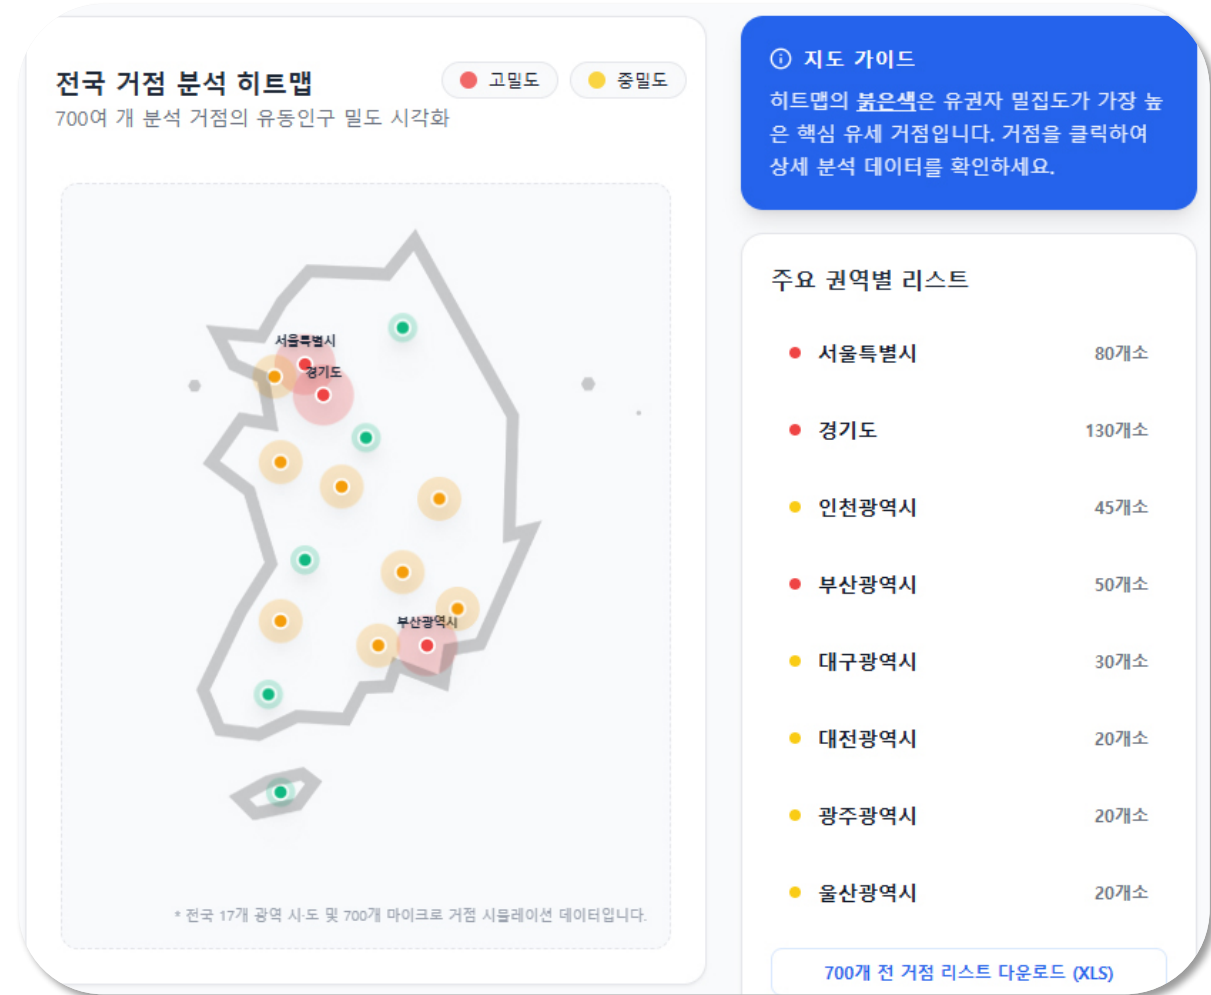 전국 거점 분석 히트맵
고밀도
중밀도
700여 개 분석 거점의 유동인구 밀도 시각화
서울특별시
경기도
부산광역시
* 전국 17개 광역 시·도 및 700개 마이크로 거점 시뮬레이션 데이터입니다.
지도 가이드
히트맵의 붉은색은 유권자 밀집도가 가장 높
은 핵심 유세 거점입니다. 거점을 클릭하여
상세 분석 데이터를 확인하세요.
주요 권역별 리스트
서울특별시 80개소
경기도 130개소
인천광역시 45개소
부산광역시 50개소
대구광역시 30개소
대전광역시 20개소
광주광역시 20개소
울산광역시 20개소
700개 전 거점 리스트 다운로드 (XLS)